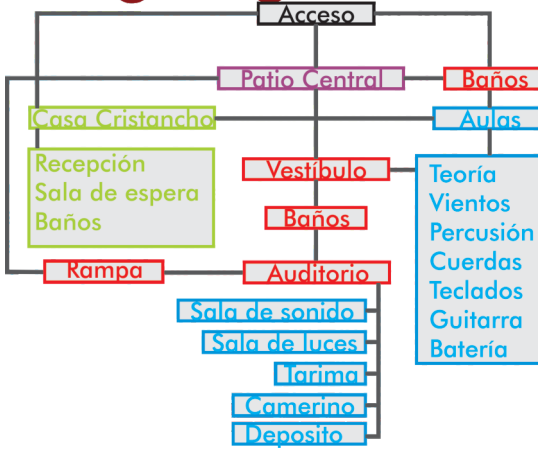 Acceso
Patio Central
Baños
Casa Cristancho
Aulas
Recepción
Sala de espera
Baños
Vestíbulo
Baños
Teoría
Vientos
Percusión
Cuerdas
Teclados
Guitarra
Batería
Rampa
Auditorio
Sala de sonido
Sala de luces
Tarima
Camerino
Deposito